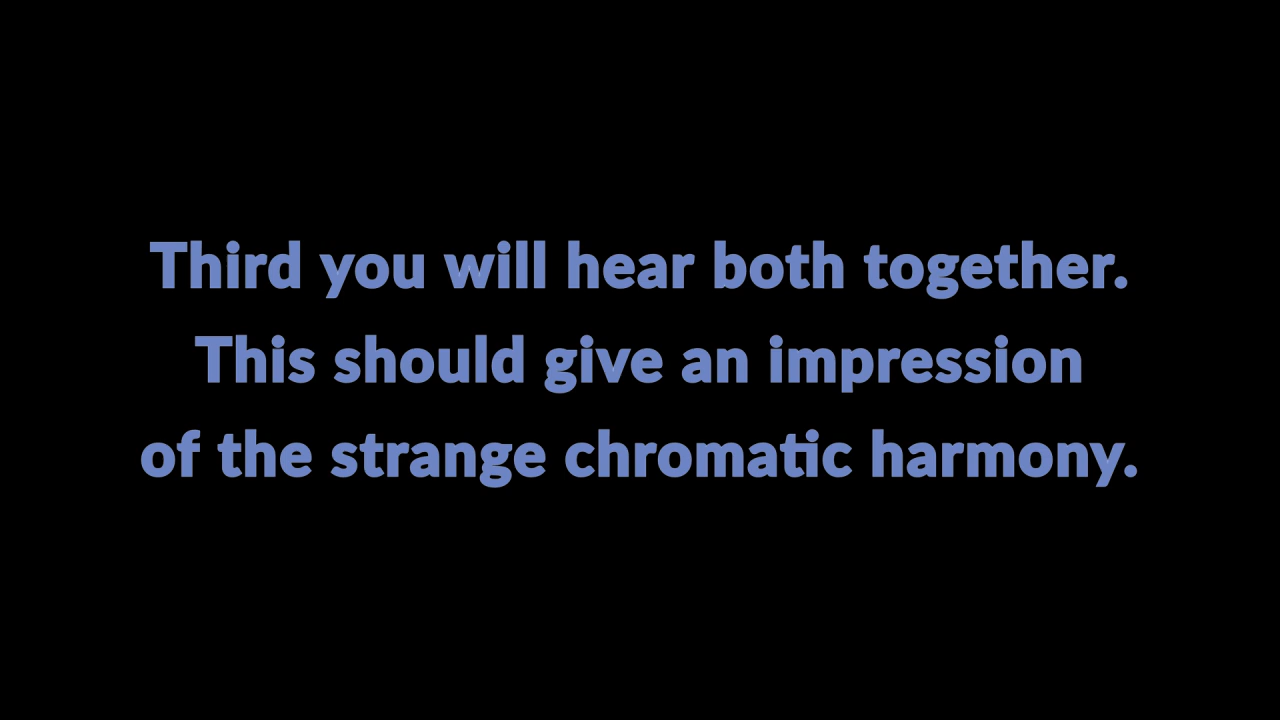 Third you will hear both together.
This should give an impression
of the strange chromatic harmony.